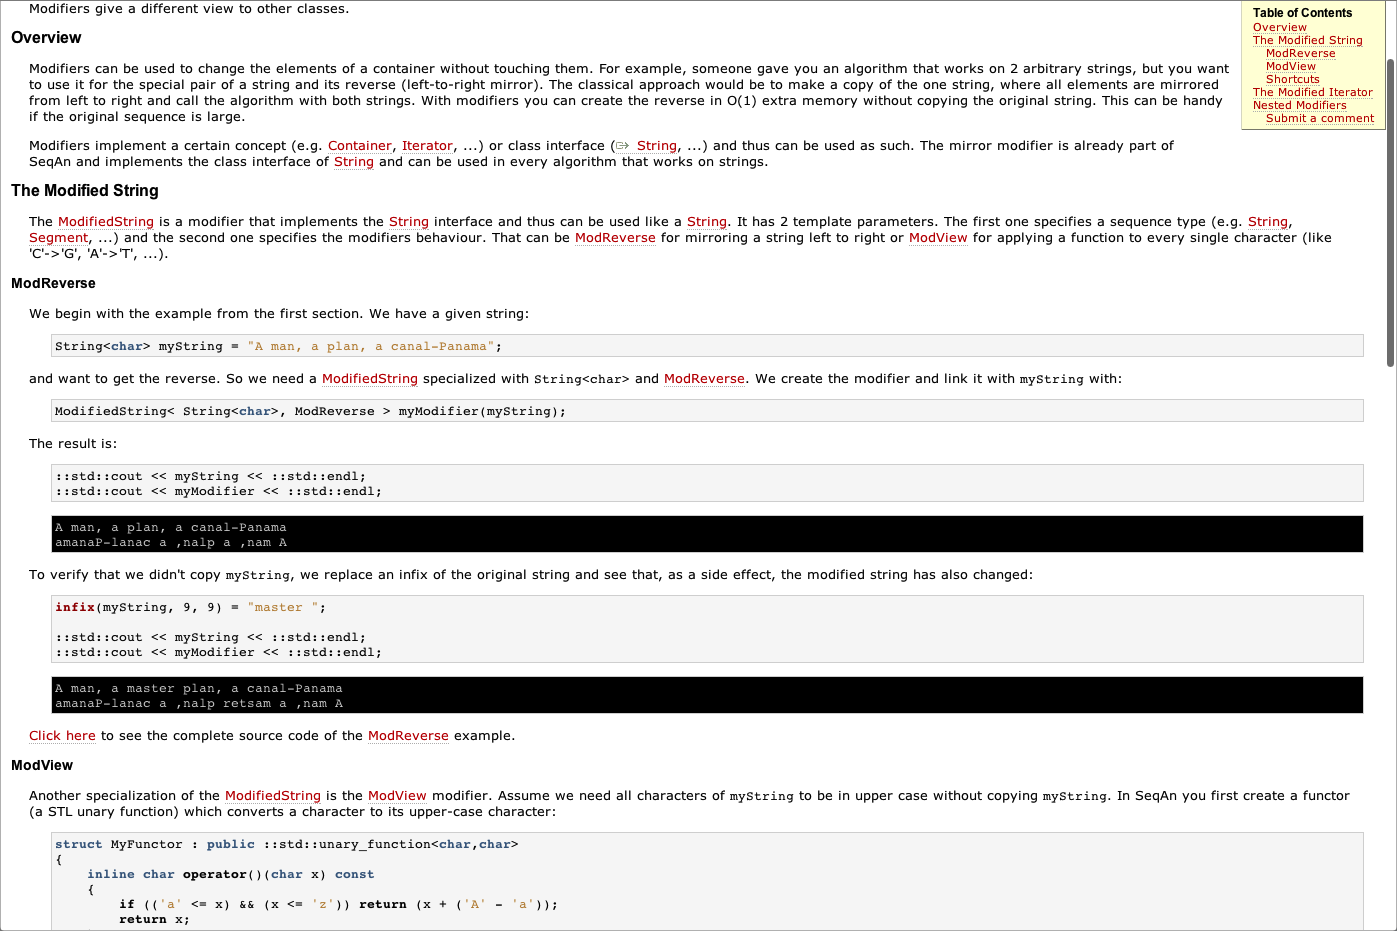 Modifiers give a different view to other classes.
Table of Contents
Overview
The Modified String
ModReverse
ModView
Shortcuts
The Modified Iterator
Nested Modifiers
Submit a comment
Overview
Modifiers can be used to change the elements of a container without touching them. For example, someone gave you an algorithm that works on 2 arbitrary strings, but you want
to use it for the special pair of a string and its reverse (left-to-right mirror). The classical approach would be to make a copy of the one string, where all elements are mirrored
from left to right and call the algorithm with both strings. With modifiers you can create the reverse in O(1) extra memory without copying the original string. This can be handy
if the original sequence is large.
Modifiers implement a certain concept (e.g. Container, Iterator, ...) or class interface (String, ...) and thus can be used as such. The mirror modifier is already part of
SeqAn and implements the class interface of String and can be used in every algorithm that works on strings.
The Modified String
The ModifiedString is a modifier that implements the String interface and thus can be used like a String. It has 2 template parameters. The first one specifies a sequence type (e.g. String,
Segment, ...) and the second one specifies the modifiers behaviour. That can be ModReverse for mirroring a string left to right or ModView for applying a function to every single character (like
'C'->'G', 'A'->'T', ...).
ModReverse
We begin with the example from the first section. We have a given string:
String<char> myString = "A man, a plan, a canal-Panama";
and want to get the reverse. So we need a ModifiedString specialized with String<char> and ModReverse. We create the modifier and link it with myString with:
ModifiedString< String<char>, ModReverse > myModifier(myString);
The result is:
::std::cout << myString << ::std::endl;
::std::cout << myModifier << ::std::endl;
A man, a plan, a canal-Panama
amanaP-lanac a ,nalp a ,nam A
To verify that we didn't copy myString, we replace an infix of the original string and see that, as a side effect, the modified string has also changed:
infix(myString, 9, 9) = "master ";
::std::cout << myString << ::std::endl;
::std::cout << myModifier << ::std::endl;
A man, a master plan, a canal-Panama
amanaP-lanac a ,nalp retsam a ,nam A
Click here to see the complete source code of the ModReverse example.
ModView
Another specialization of the ModifiedString is the ModView modifier. Assume we need all characters of myString to be in upper case without copying myString. In SeqAn you first create a functor
(a STL unary function) which converts a character to its upper-case character:
struct MyFunctor : public ::std::unary_function<char,char>
{
    inline char operator()(char x) const
    {
        if (('a' <= x) && (x <= 'z')) return (x + ('A' - 'a'));
        return x;